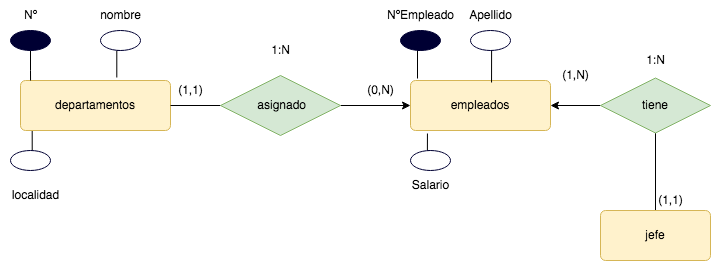 Nº
nombre
NºEmpleado
Apellido
1:N
1:N
(1,1)
(0,N)
(1,N)
departamentos
asignado
empleados
tiene
localidad
Salario
(1,1)
jefe